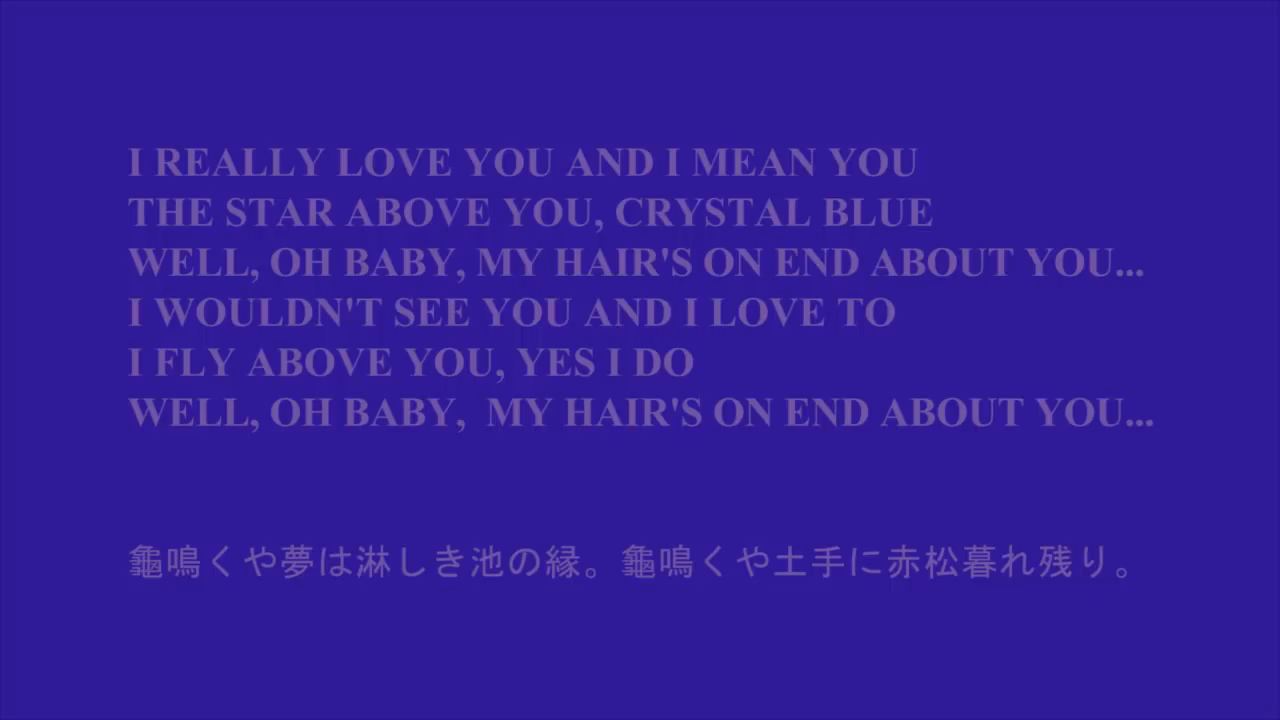 I REALLY LOVE YOU AND I MEAN YOU
THE STAR ABOVE YOU, CRYSTAL BLUE
WELL, OH BABY, MY HAIR'S ON END ABOUT YOU...
I WOULDN'T SEE YOU AND I LOVE TO
I FLY ABOVE YOU, YES I DO
WELL, OH BABY,  MY HAIR'S ON END ABOUT YOU...
龜鳴くや夢は淋しき池の縁。龜鳴くや土手に赤松暮れ残り。